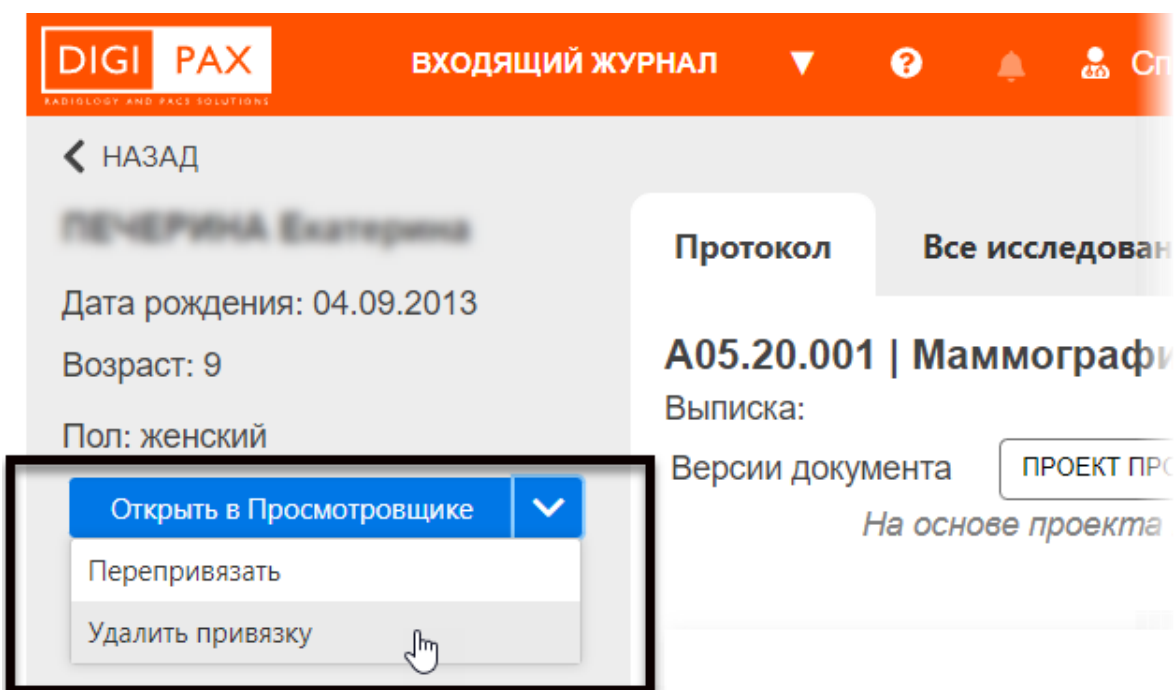 DIGI PAX
RADIOLOGY AND PACS SOLUTIONS
ВХОДЯЩИЙ ЖУРНАЛ ▼ ? Сп
НАЗАД
Дата рождения: 04.09.2013
Возраст: 9
Пол: женский
Открыть в Просмотровщике
Перепривязать
Удалить привязку
Протокол Все исследован
A05.20.001 | Маммографи
Выписка:
Версии документа ПРОЕКТ ПРО
На основе проекта